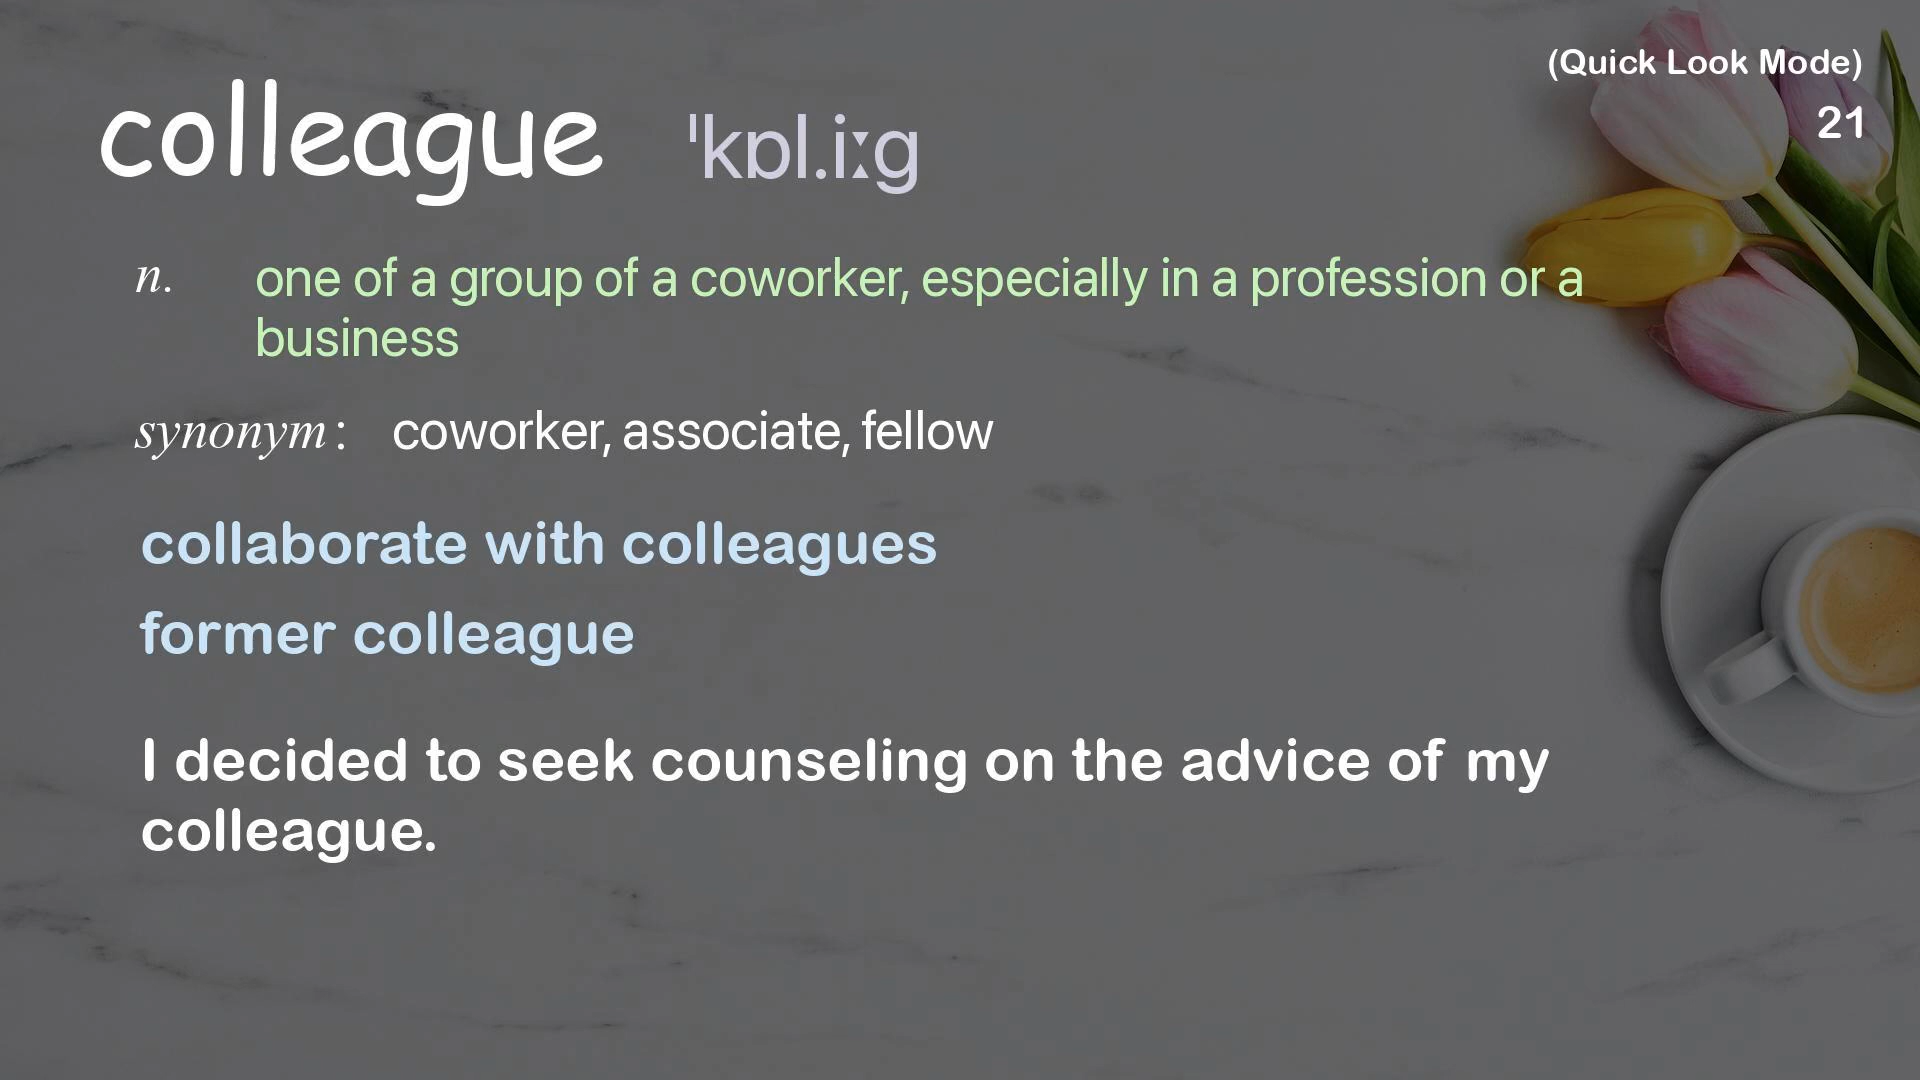 (Quick Look Mode)
21
colleague ˈkɒl.iːg
n. one of a group of a coworker, especially in a profession or a
business
synonym: coworker, associate, fellow
collaborate with colleagues
former colleague
I decided to seek counseling on the advice of my
colleague.